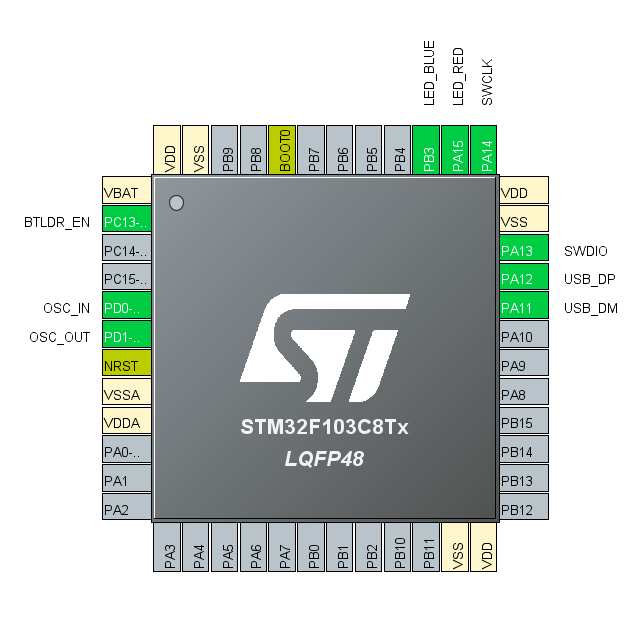 LED_BLUE
LED_RED
SWCLK
VDD
VSS
PB9
PB8
BOOT0
PB7
PB6
PB5
PB4
PB3
PA15
PA14
VBAT
BTLDR_EN
PC13-..
PC14-..
PC15-..
OSC_IN
PD0-..
OSC_OUT
PD1-..
NRST
VSSA
VDDA
PA0-..
PA1
PA2
VDD
VSS
PA13
SWDIO
PA12
USB_DP
PA11
USB_DM
PA10
PA9
PA8
PB15
PB14
PB13
PB12
ST
STM32F103C8Tx
LQFP48
PA3
PA4
PA5
PA6
PA7
PB0
PB1
PB2
PB10
PB11
VSS
VDD